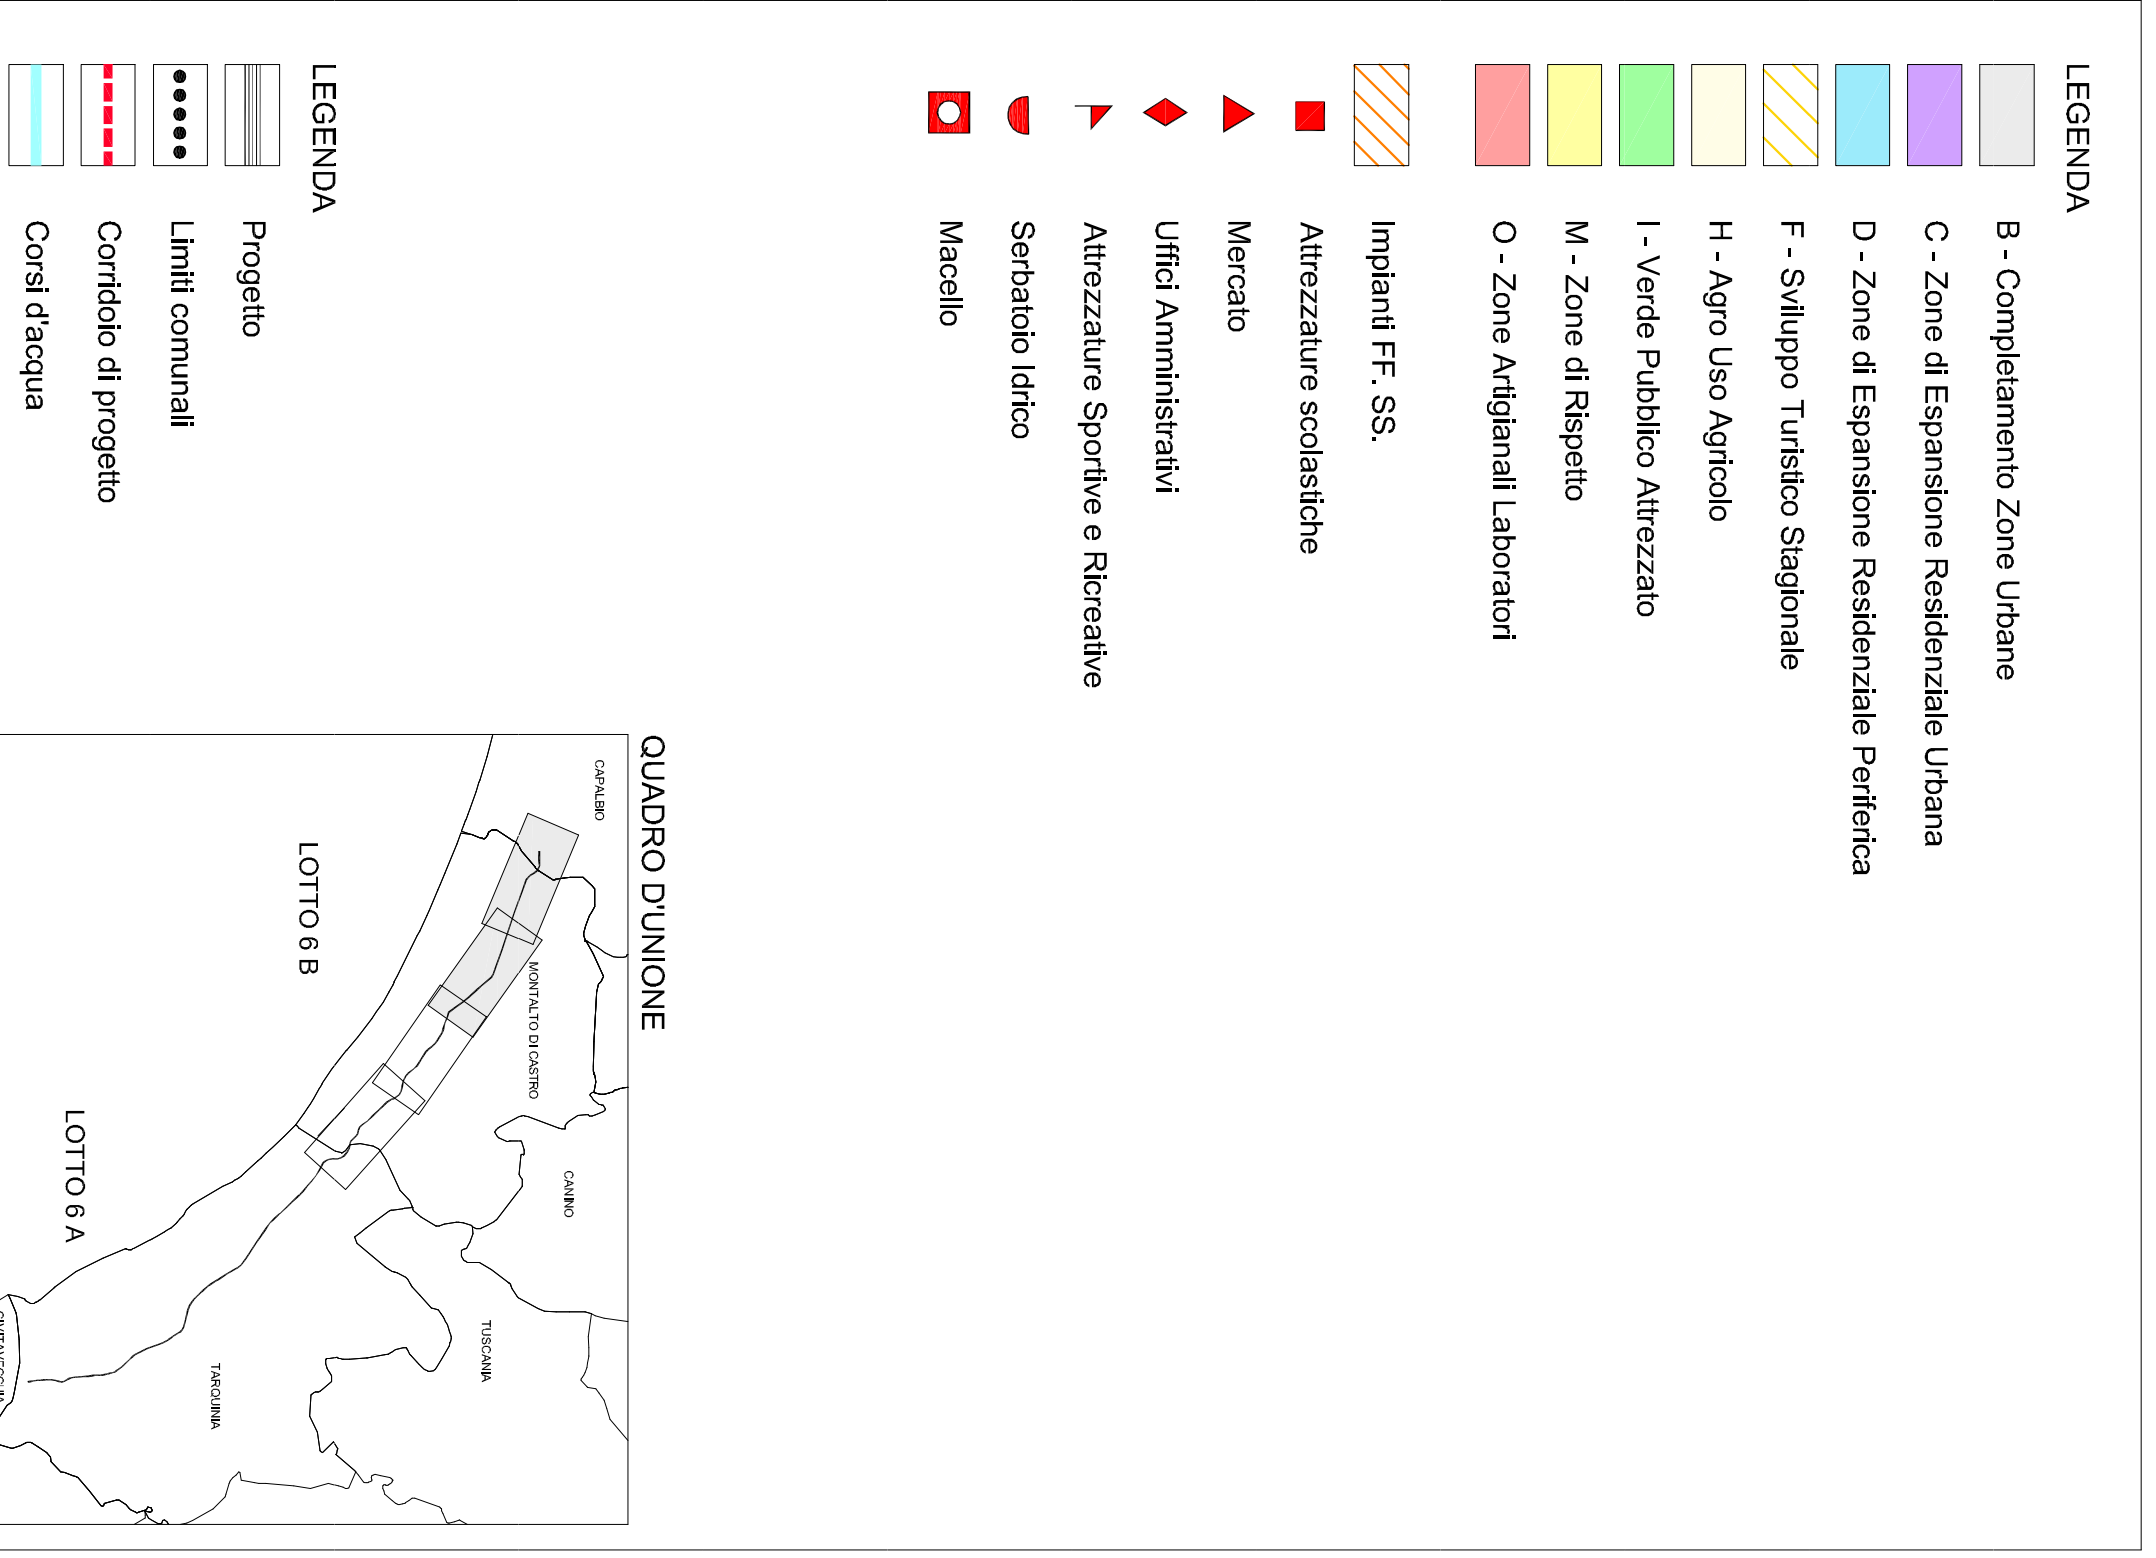 LEGENDA
B - Completamento Zone Urbane
C - Zone di Espansione Residenziale Urbana
D - Zone di Espansione Residenziale Periferica
F - Sviluppo Turistico Stagionale
H - Agro Uso Agricolo
I - Verde Pubblico Attrezzato
M - Zone di Rispetto
O - Zone Artigianali Laboratori
Impianti FF. SS.
Attrezzature scolastiche
Mercato
Uffici Amministrativi
Attrezzature Sportive e Ricreative
Serbatoio Idrico
Macello
QUADRO D'UNIONE
CAPALBIO
MONTALTO DI CASTRO
CANINO
TUSCANIA
TARQUINIA
CIVITAVECCHIA
LOTTO 6 B
LOTTO 6 A
LEGENDA
Progetto
Limiti comunali
Corridoio di progetto
Corsi d'acqua